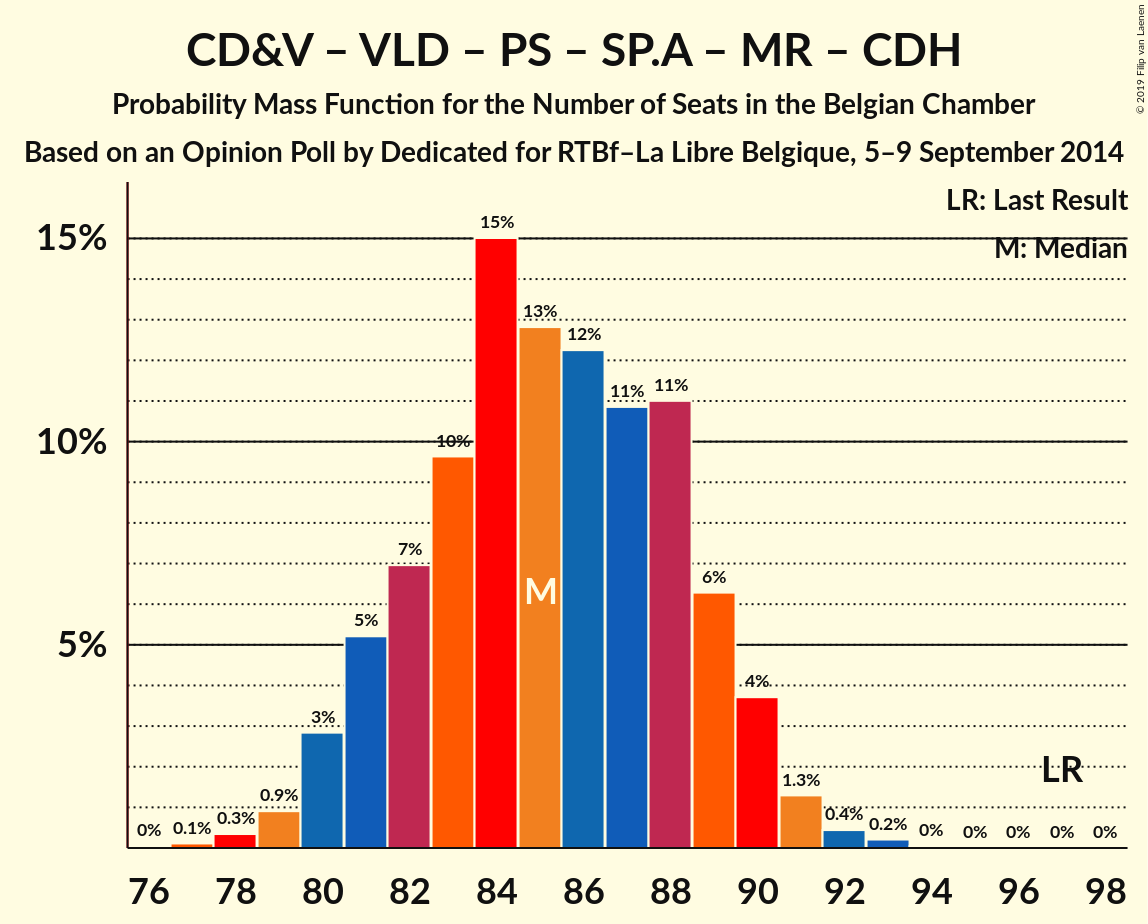 CD&V – VLD – PS – SP.A – MR – CDH
Probability Mass Function for the Number of Seats in the Belgian Chamber
Based on an Opinion Poll by Dedicated for RTBf–La Libre Belgique, 5–9 September 2014
© 2019 Filip van Laenen
LR: Last Result
M: Median
15%
10%
5%
0%
0.1%
0.3%
0.9%
3%
5%
7%
10%
15%
13%
12%
11%
11%
6%
4%
1.3%
0.4%
0.2%
0%
0%
0%
0%
0%
M
LR
76 78 80 82 84 86 88 90 92 94 96 98